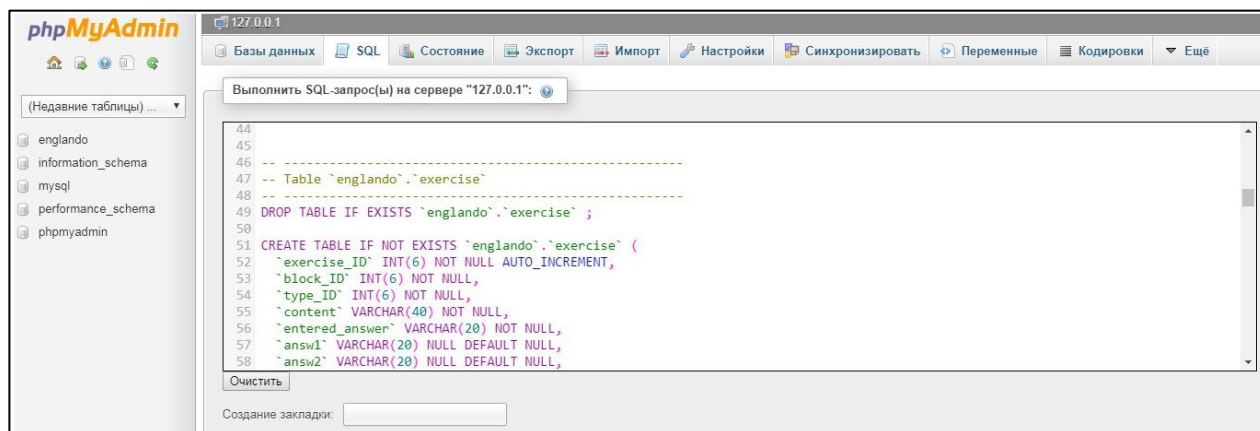 phpMyAdmin
(Недавние таблицы) ...
englando
information_schema
mysql
performance_schema
phpmyadmin
127.0.0.1
Базы данных SQL Состояние Экспорт Импорт Настройки Синхронизировать Переменные Кодировки Ещё
Выполнить SQL-запрос(ы) на сервере "127.0.0.1":
44
45
46 -- -----------------------------------------------------
47 -- Table `englando`.`exercise`
48 -- -----------------------------------------------------
49 DROP TABLE IF EXISTS `englando`.`exercise` ;
50
51 CREATE TABLE IF NOT EXISTS `englando`.`exercise` (
52 `exercise_ID` INT(6) NOT NULL AUTO_INCREMENT,
53 `block_ID` INT(6) NOT NULL,
54 `type_ID` INT(6) NOT NULL,
55 `content` VARCHAR(40) NOT NULL,
56 `entered_answer` VARCHAR(20) NOT NULL,
57 `answ1` VARCHAR(20) NULL DEFAULT NULL,
58 `answ2` VARCHAR(20) NULL DEFAULT NULL,
Очистить
Создание закладки: